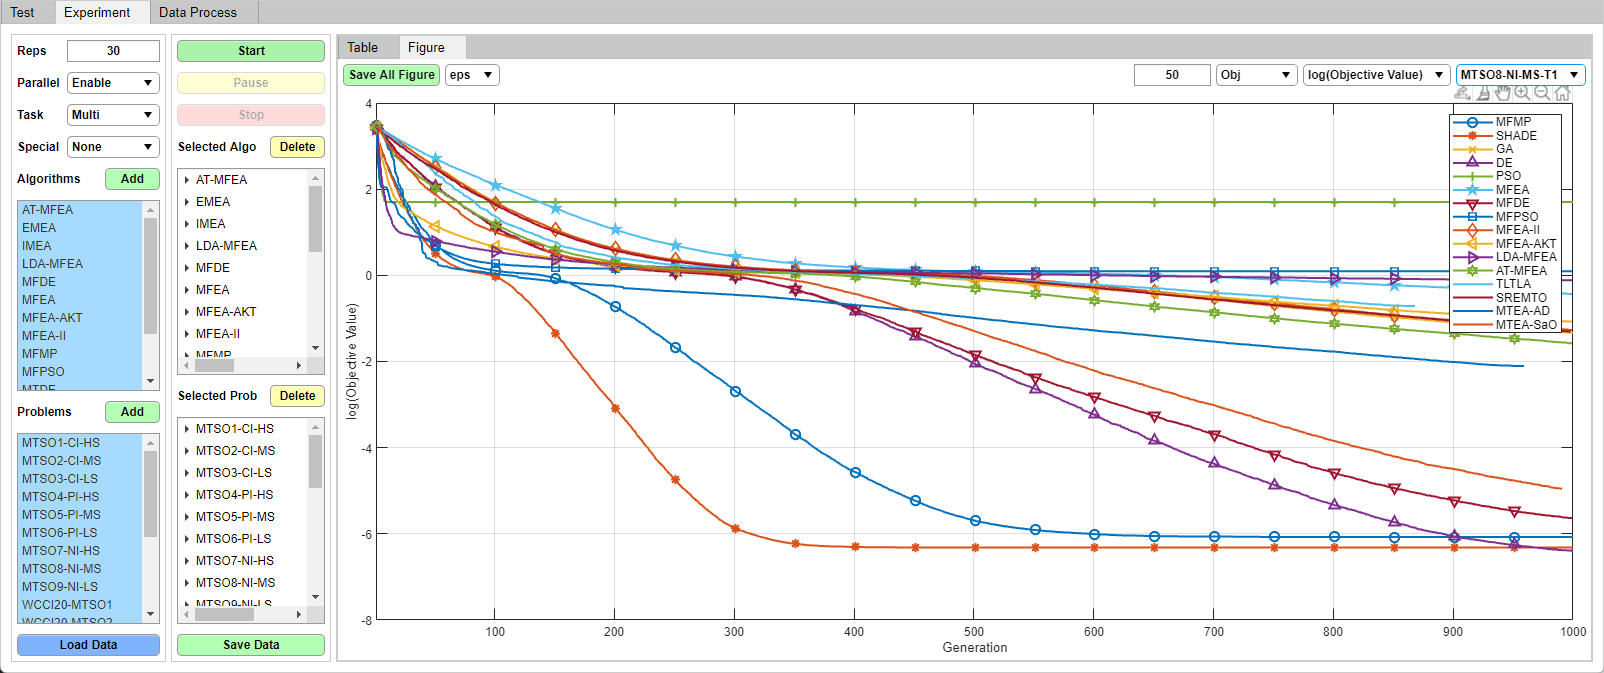 Test Experiment Data Process
Reps 30
Parallel Enable
Task Multi
Special None
Algorithms Add
AT-MFEA
EMEA
IMEA
LDA-MFEA
MFDE
MFEA
MFEA-AKT
MFEA-II
MFMP
MFPSO
MTDE
Problems Add
MTSO1-CI-HS
MTSO2-CI-MS
MTSO3-CI-LS
MTSO4-PI-HS
MTSO5-PI-MS
MTSO6-PI-LS
MTSO7-NI-HS
MTSO8-NI-MS
MTSO9-NI-LS
WCCI20-MTSO1
WCCI20-MTSO2
Load Data
Start
Pause
Stop
Selected Algo Delete
AT-MFEA
EMEA
IMEA
LDA-MFEA
MFDE
MFEA
MFEA-AKT
MFEA-II
MFMP
Selected Prob Delete
MTSO1-CI-HS
MTSO2-CI-MS
MTSO3-CI-LS
MTSO4-PI-HS
MTSO5-PI-MS
MTSO6-PI-LS
MTSO7-NI-HS
MTSO8-NI-MS
MTSO9-NI-LS
Save Data
Table Figure
Save All Figure eps 50 Obj log(Objective Value) MTSO8-NI-MS-T1
4
2
0
-2
-4
-6
-8
log(Objective Value)
100 200 300 400 500 600 700 800 900 1000
Generation
MFMP
SHADE
GA
DE
PSO
MFEA
MFDE
MFPSO
MFEA-II
MFEA-AKT
LDA-MFEA
AT-MFEA
TLTLA
SREMTO
MTEA-AD
MTEA-SaO